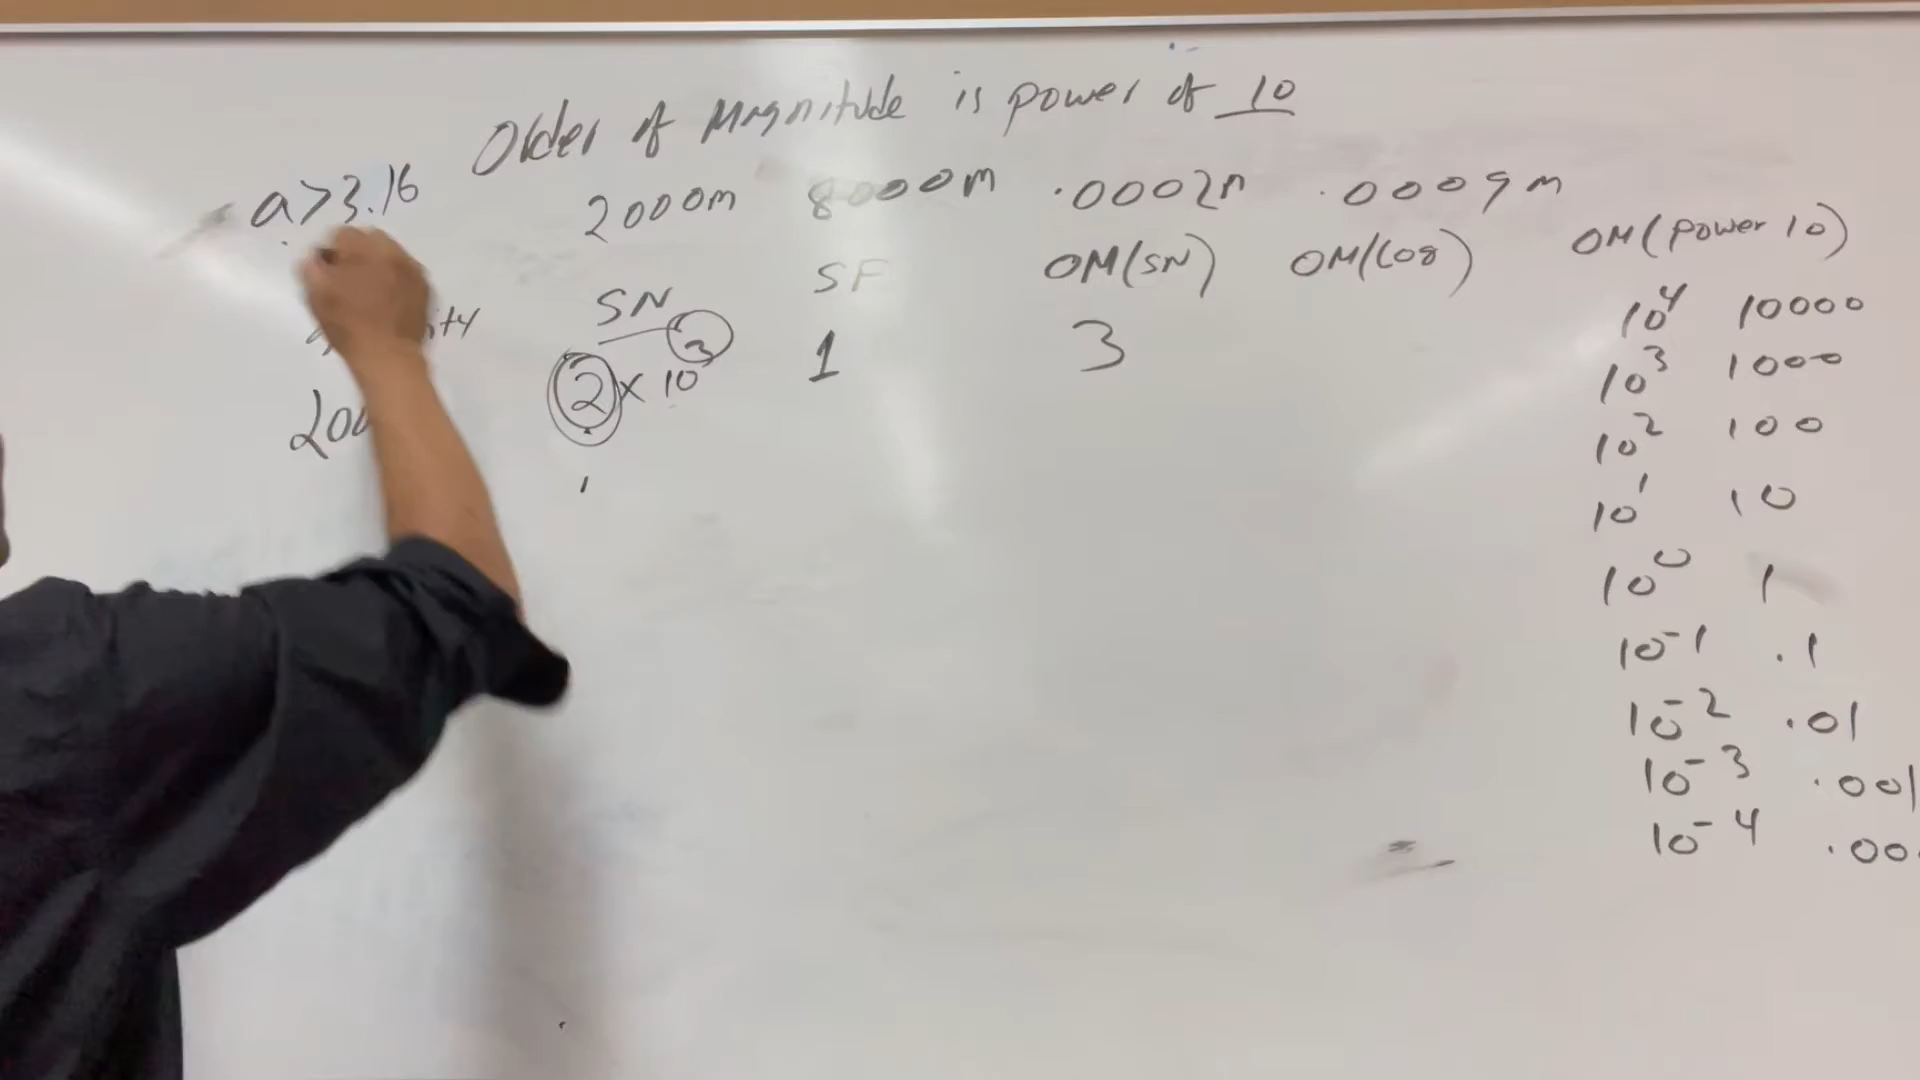 Order of Magnitude is power of 10
a>3.16
2000m 8000m .0002m .0009m
SN SF OM(SN) OM(Log) OM(power 10)
2×10³ 1 3
10⁴ 10000
10³ 1000
10² 100
10¹ 10
10⁰ 1
10⁻¹ .1
10⁻² .01
10⁻³ .001
10⁻⁴ .00